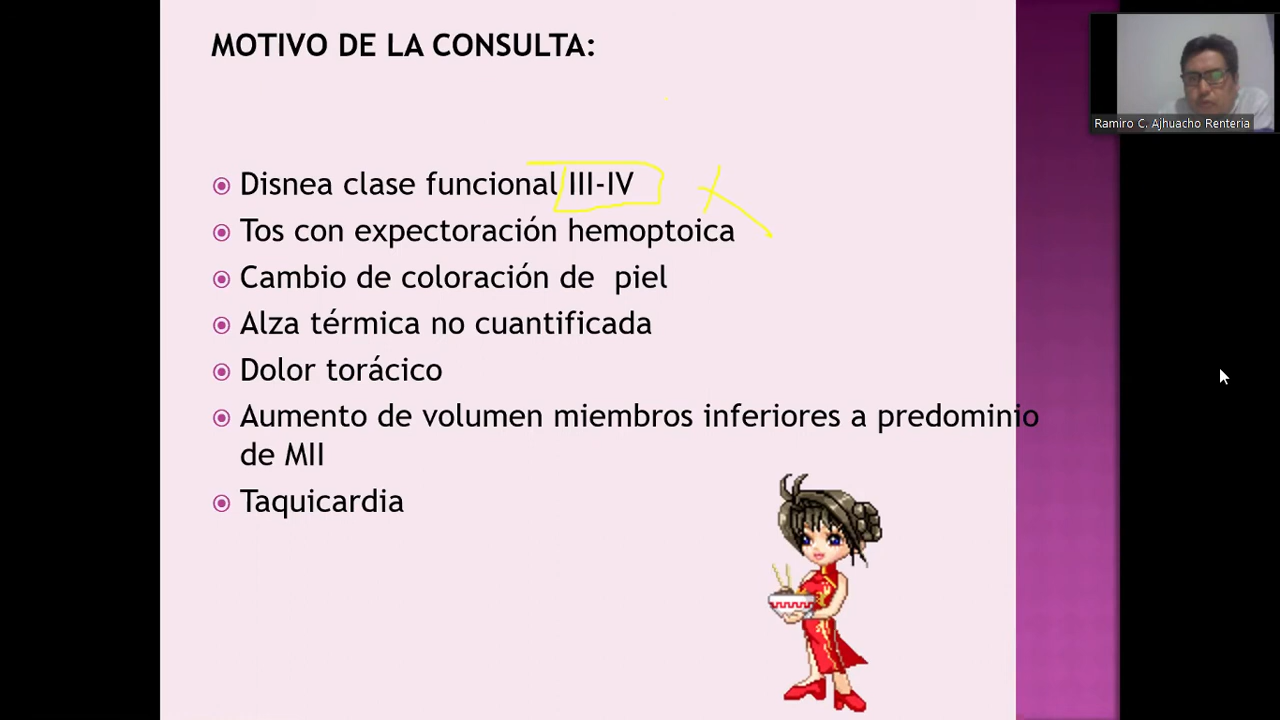 MOTIVO DE LA CONSULTA:
Ramiro C. Ajhuacho Renteria
Disnea clase funcional III-IV
Tos con expectoración hemoptoica
Cambio de coloración de piel
Alza térmica no cuantificada
Dolor torácico
Aumento de volumen miembros inferiores a predominio
de MII
Taquicardia